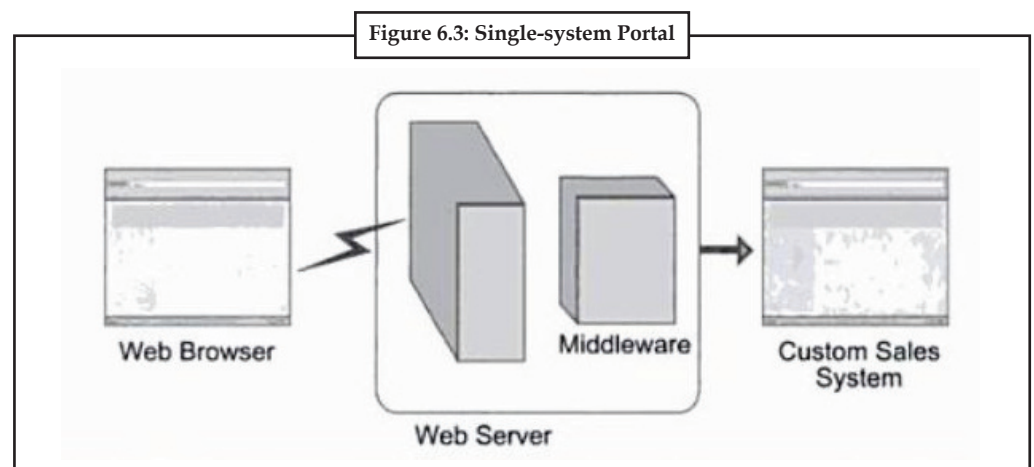 Figure 6.3: Single-system Portal
Web Browser
Middleware
Custom Sales
System
Web Server